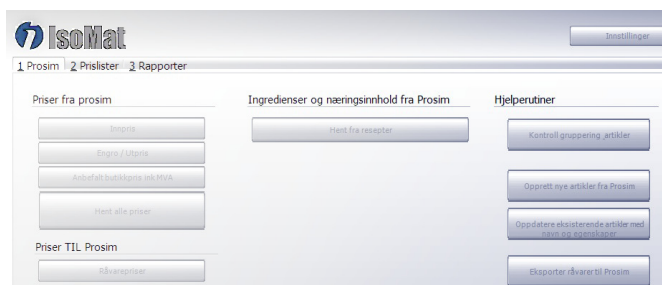 IsoMat
Innstillinger
1 Prosim 2 Prislister 3 Rapporter
Priser fra prosim
Innpris
Engro / Utpris
Anbefalt butikkpris ink.MVA
Hent alle priser
Priser TIL Prosim
Råvarepriser
Ingredienser og næringsinnhold fra Prosim
Hent fra resepter
Hjelperutiner
Kontroll gruppering artikler
Opprett nye artikler fra Prosim
Oppdatere eksisterende artikler med
navn og egenskaper
Eksporter råvarer til Prosim